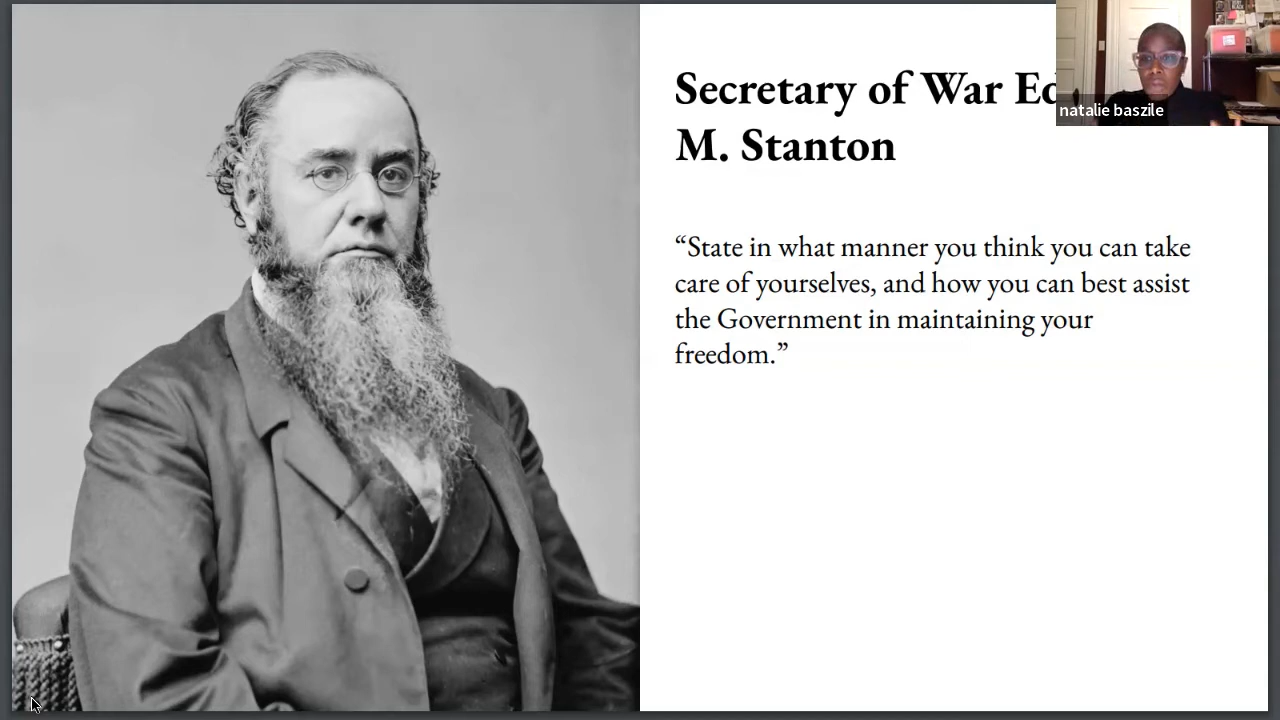 Secretary of War
M. Stanton
“State in what manner you think you can take
care of yourselves, and how you can best assist
the Government in maintaining your
freedom.”
natalie baszile